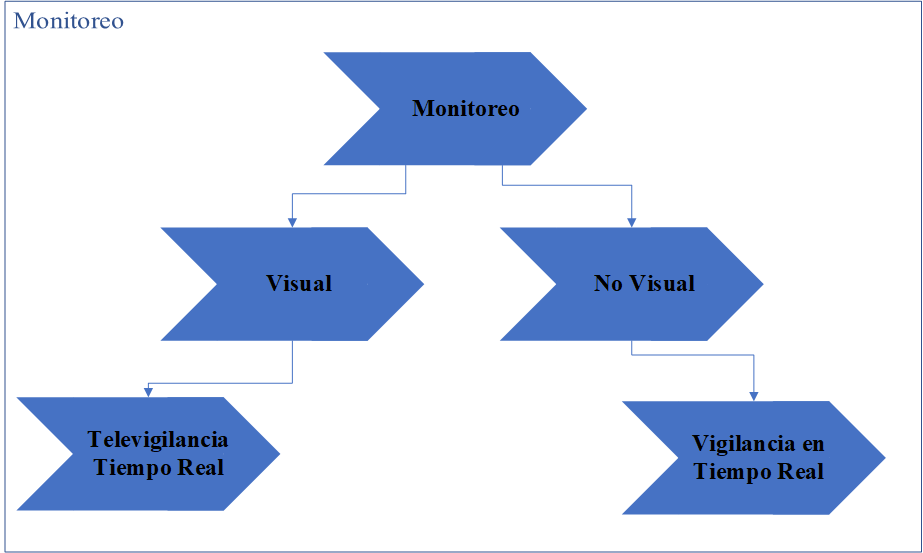 Monitoreo
Monitoreo
Visual
No Visual
Televigilancia
Tiempo Real
Vigilancia en
Tiempo Real